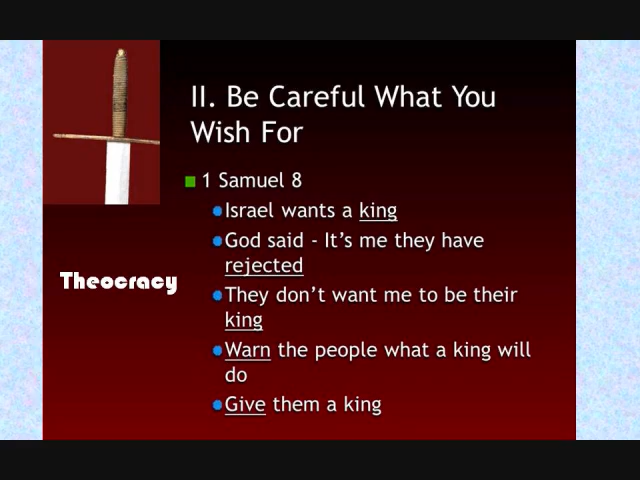 II. Be Careful What You
Wish For
1 Samuel 8
Israel wants a king
God said - It's me they have
rejected
They don't want me to be their
king
Warn the people what a king will
do
Give them a king
Theocracy